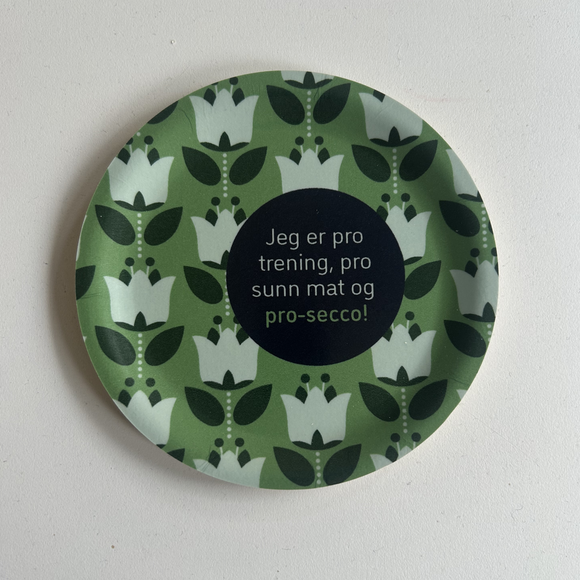 Jeg er pro
trening, pro
sunn mat og
pro-secco!